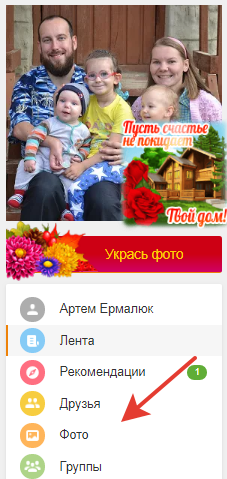 Пусть счастье
не покидает
Твой дом!
Укрась фото
Артем Ермалюк
Лента
Рекомендации 1
Друзья
Фото
Группы